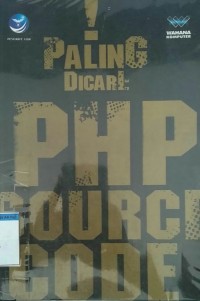 !
PALING
DICARI
WAHANA
KOMPUTER
PHP
SOURCE
CODE